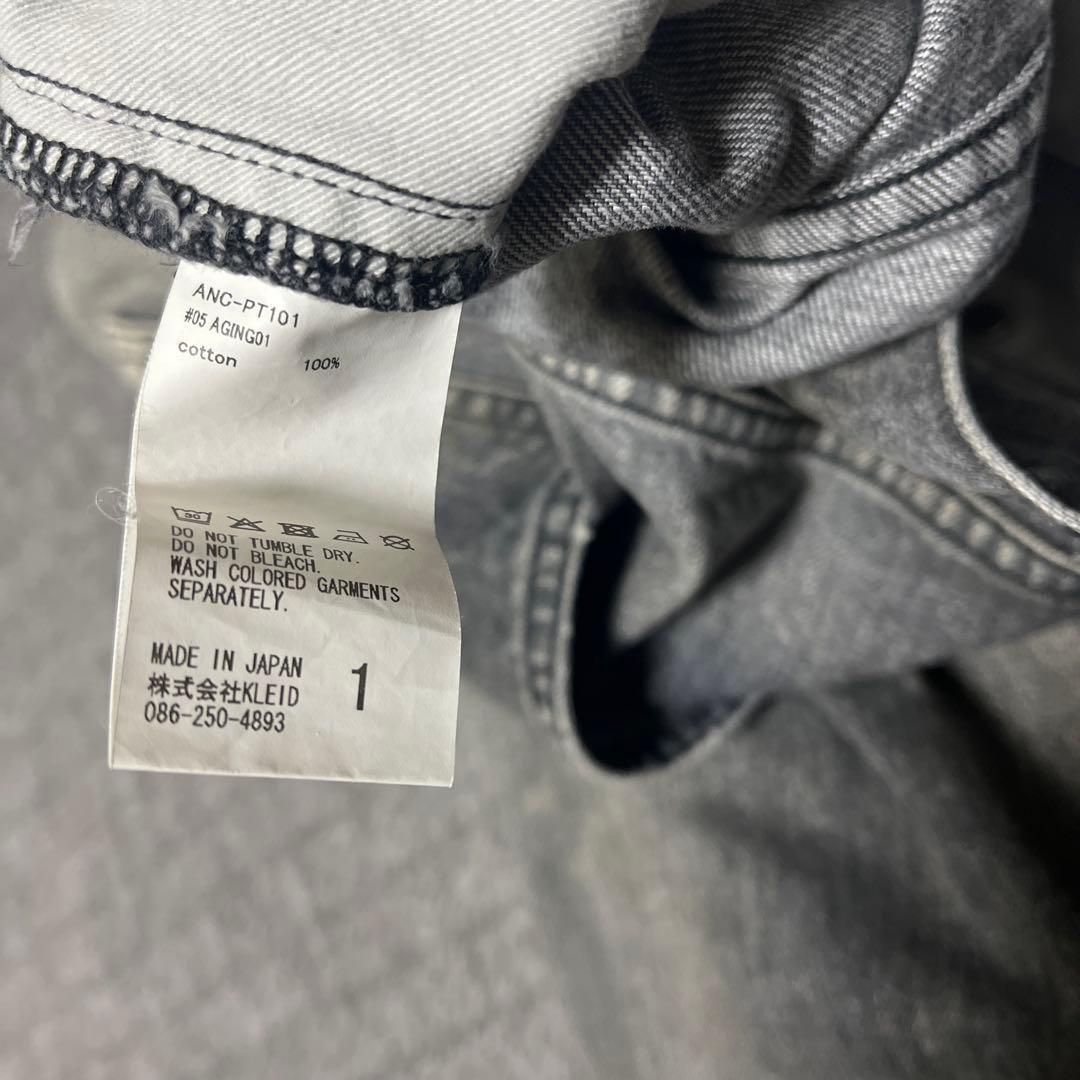 ANC-PT101
#05 AGING01
cotton 100%
30
DO NOT TUMBLE DRY.
DO NOT BLEACH.
WASH COLORED GARMENTS
SEPARATELY.
MADE IN JAPAN
株式会社KLEID
086-250-4893
1